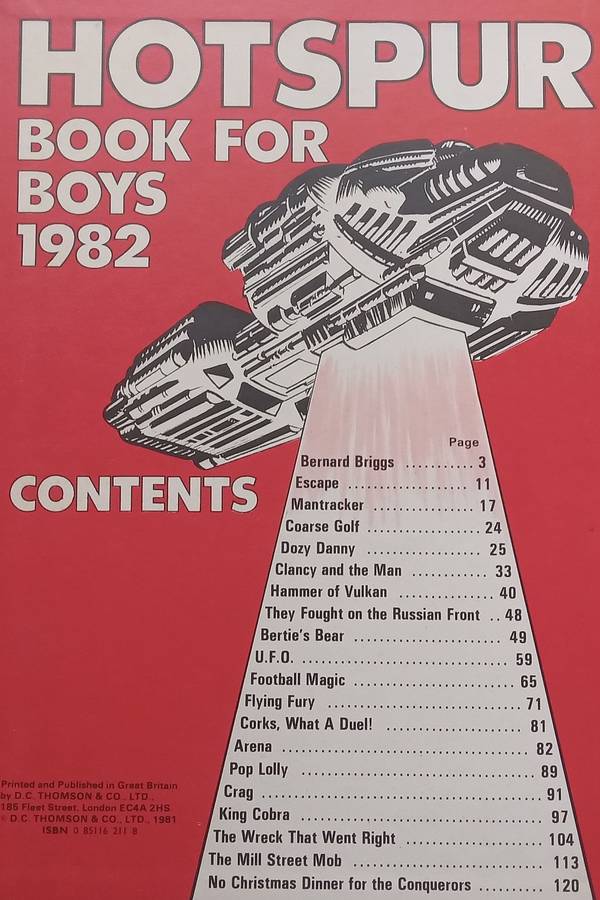 HOTSPUR
BOOK FOR
BOYS
1982
CONTENTS
Page
Bernard Briggs ........... 3
Escape ................... 11
Mantracker ................ 17
Coarse Golf ................ 24
Dozy Danny .................. 25
Clancy and the Man ............ 33
Hammer of Vulkan ............... 40
They Fought on the Russian Front .. 48
Bertie's Bear ....................... 49
U.F.O. ................................ 59
Football Magic ......................... 65
Flying Fury .............................. 71
Corks, What A Duel! ..................... 81
Arena ..................................... 82
Pop Lolly .................................. 89
Crag ........................................ 91
King Cobra .................................. 97
The Wreck That Went Right .................. 104
The Mill Street Mob .......................... 113
No Christmas Dinner for the Conquerors .......... 120
Printed and Published in Great Britain
by D.C. THOMSON & CO., LTD.,
185 Fleet Street, London EC4A 2HS.
© D.C. THOMSON & CO., LTD., 1981
ISBN 0 85116 211 8